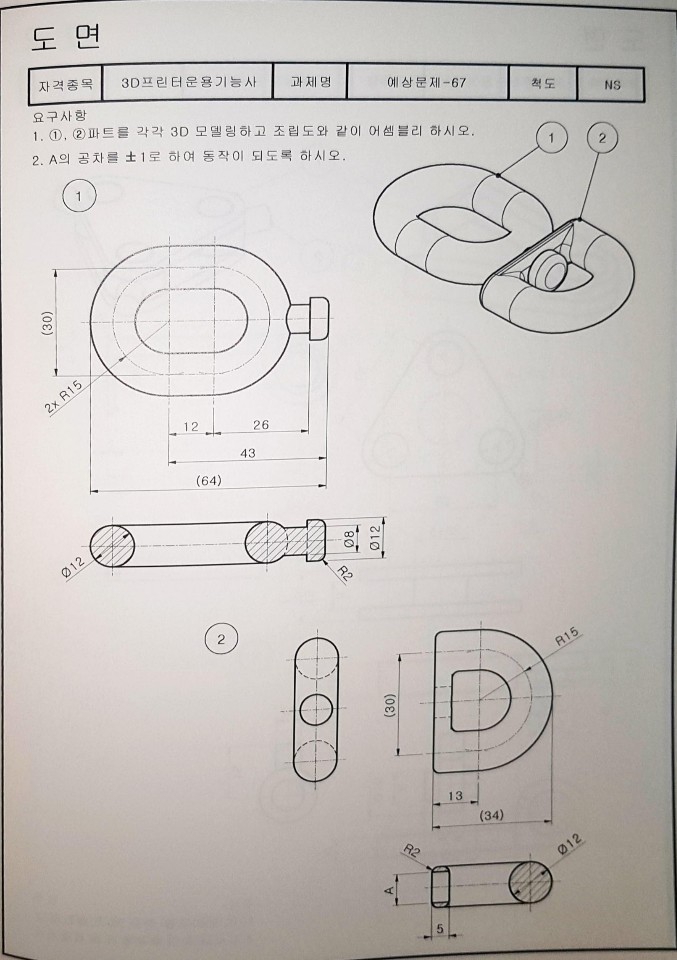 도 면
자격종목 3D프린터운용기능사 과제명 예상문제-67 척도 NS
요구사항
1. ①, ②파트를 각각 3D 모델링하고 조립도와 같이 어셈블리 하시오.
2. A의 공차를 ±1로 하여 동작이 되도록 하시오.
1 2
1
(30)
2x R15
12 26
43
(64)
Ø12
Ø8
Ø12
R2
2
R15
(30)
13
(34)
R2
Ø12
A
5